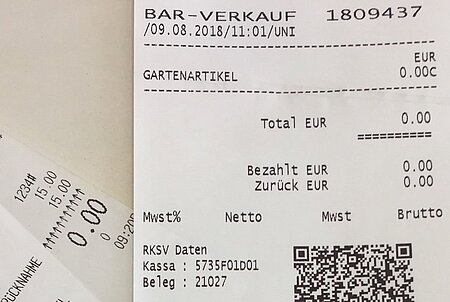 BAR-VERKAUF 1809437
/09.08.2018/11:01/UNI
EUR
GARTENARTIKEL 0.00C
Total EUR 0.00
==========
Bezahlt EUR 0.00
Zurück EUR 0.00
Mwst% Netto Mwst Brutto
RKSV Daten
Kassa : 5735F01D01
Beleg : 21027
1234#
15.00
15.00
0.00
RÜCKNAHME